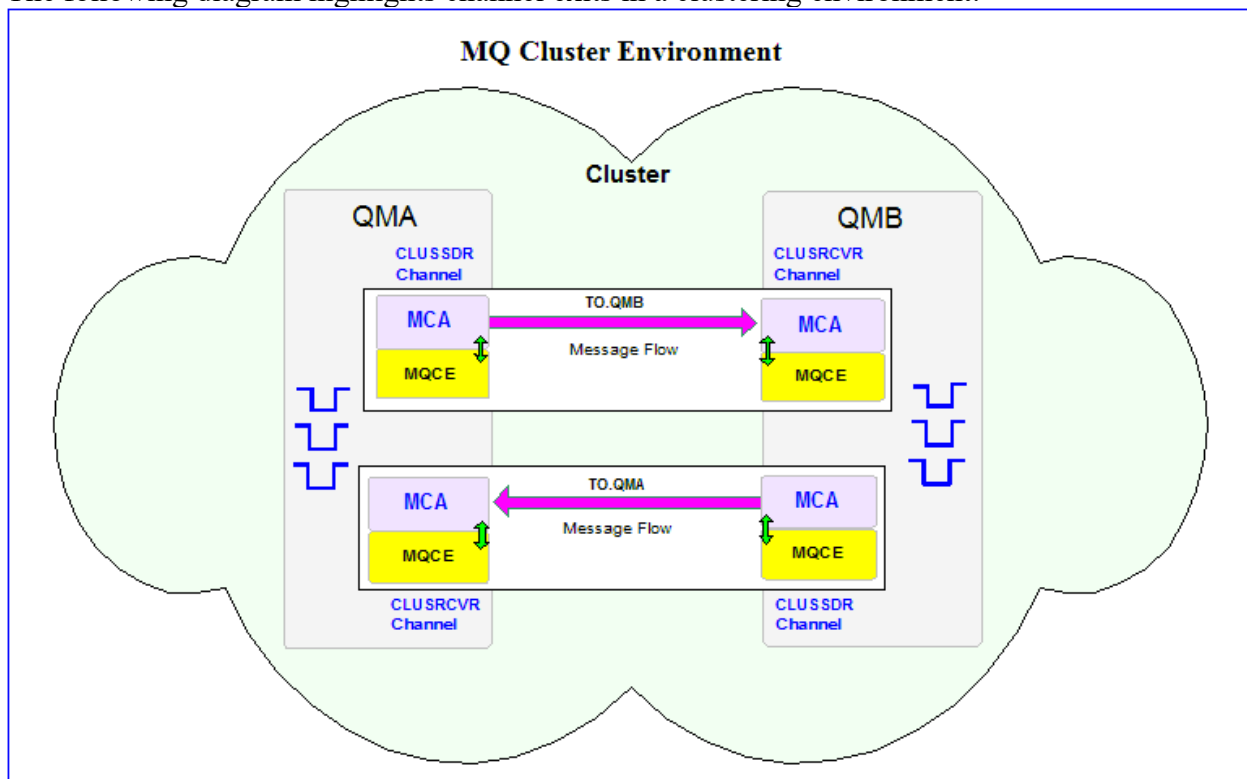 The following diagram highlights channel exits in a clustering environment.
MQ Cluster Environment
Cluster
QMA
QMB
CLUSSDR
Channel
CLUSRCVR
Channel
TO.QMB
MCA
MCA
Message Flow
MQCE
MQCE
TO.QMA
MCA
MCA
Message Flow
MQCE
MQCE
CLUSRCVR
Channel
CLUSSDR
Channel